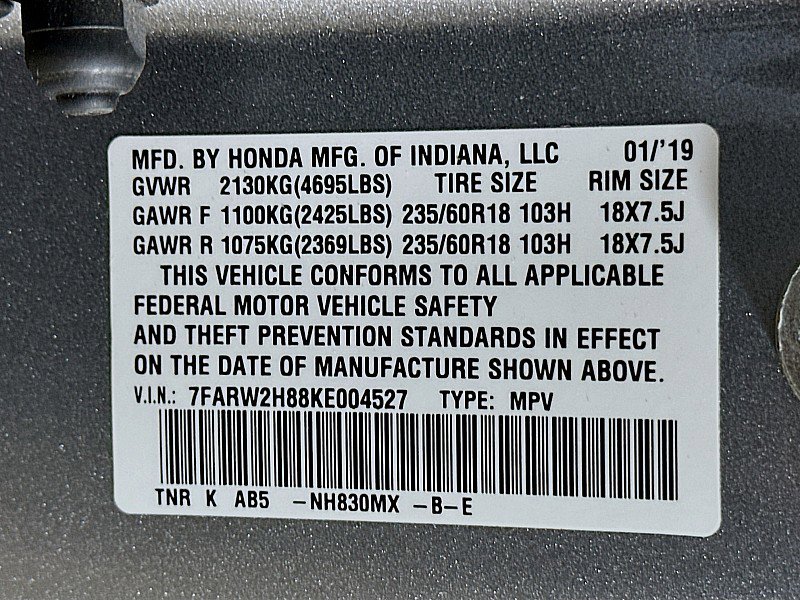 MFD. BY HONDA MFG. OF INDIANA, LLC 01/'19
GVWR 2130KG(4695LBS) TIRE SIZE RIM SIZE
GAWR F 1100KG(2425LBS) 235/60R18 103H 18X7.5J
GAWR R 1075KG(2369LBS) 235/60R18 103H 18X7.5J
THIS VEHICLE CONFORMS TO ALL APPLICABLE
FEDERAL MOTOR VEHICLE SAFETY
AND THEFT PREVENTION STANDARDS IN EFFECT
ON THE DATE OF MANUFACTURE SHOWN ABOVE.
V.I.N.: 7FARW2H88KE004527 TYPE: MPV
TNR K AB5 -NH830MX -B-E